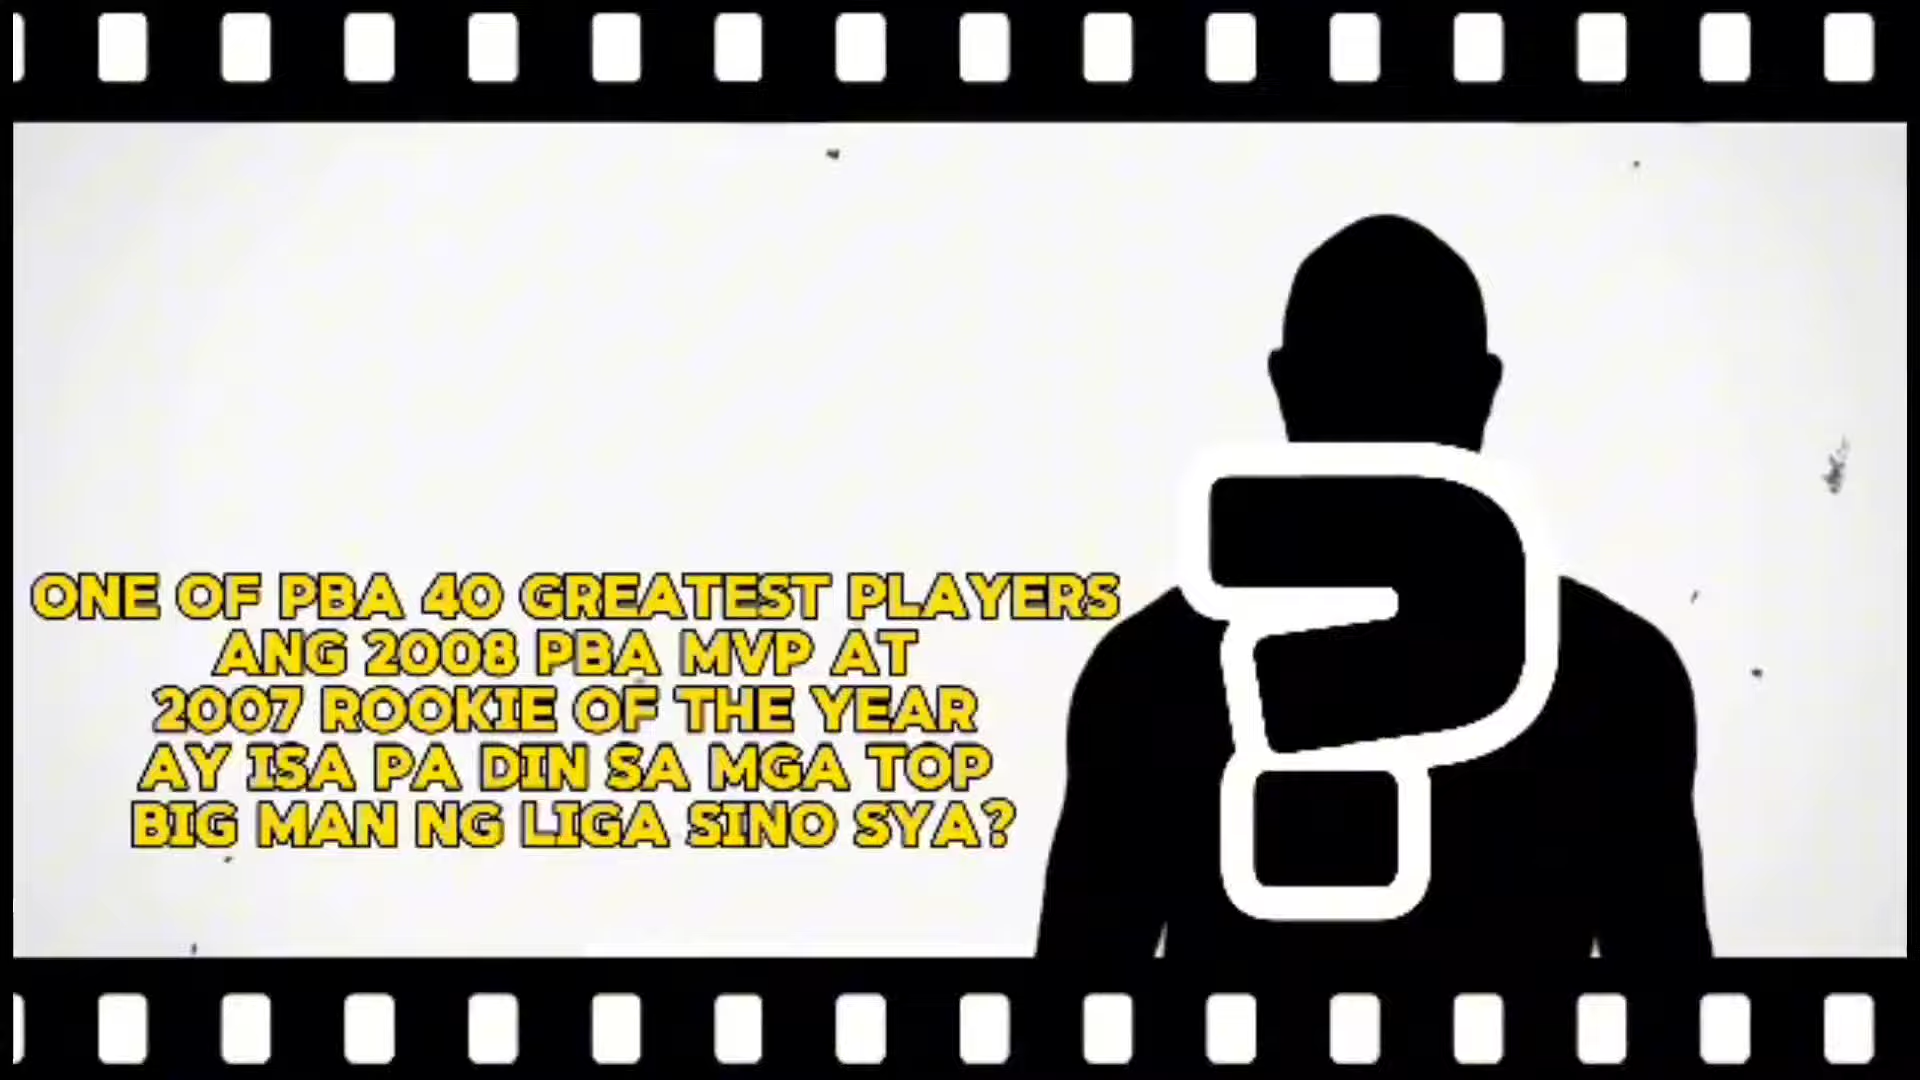 ONE OF PBA 40 GREATEST PLAYERS
ANG 2008 PBA MVP AT
2007 ROOKIE OF THE YEAR
AY ISA PA DIN SA MGA TOP
BIG MAN NG LIGA SINO SYA?
?